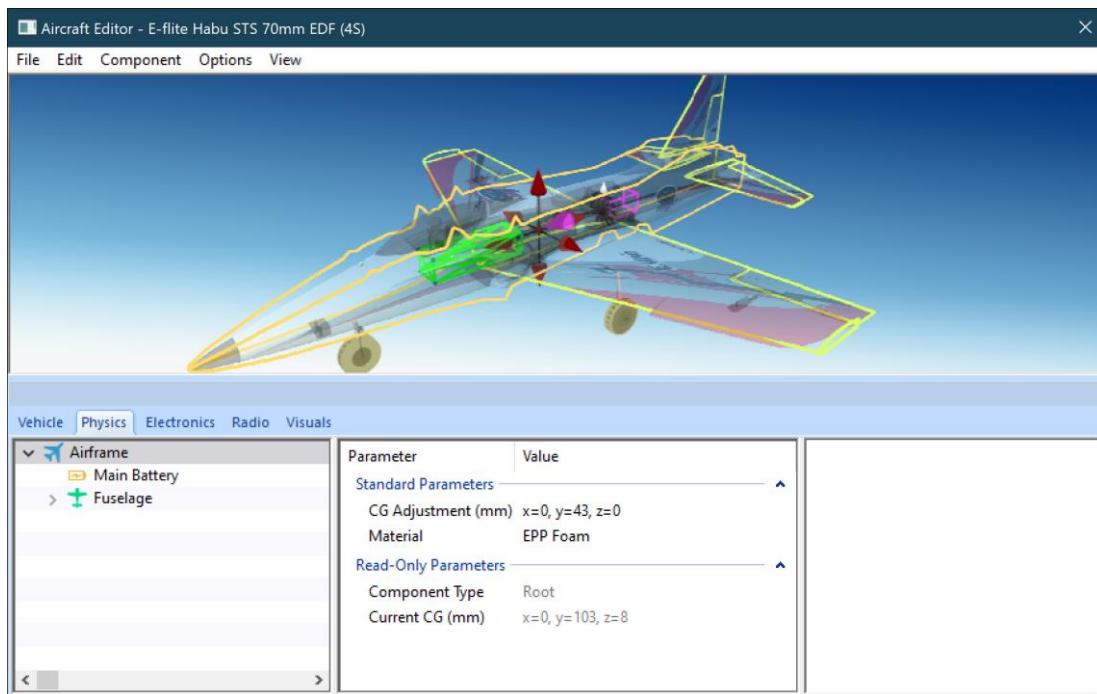 Aircraft Editor - E-flite Habu STS 70mm EDF (4S)
File Edit Component Options View
Vehicle Physics Electronics Radio Visuals
Airframe
Main Battery
Fuselage
Parameter Value
Standard Parameters
CG Adjustment (mm) x=0, y=43, z=0
Material EPP Foam
Read-Only Parameters
Component Type Root
Current CG (mm) x=0, y=103, z=8